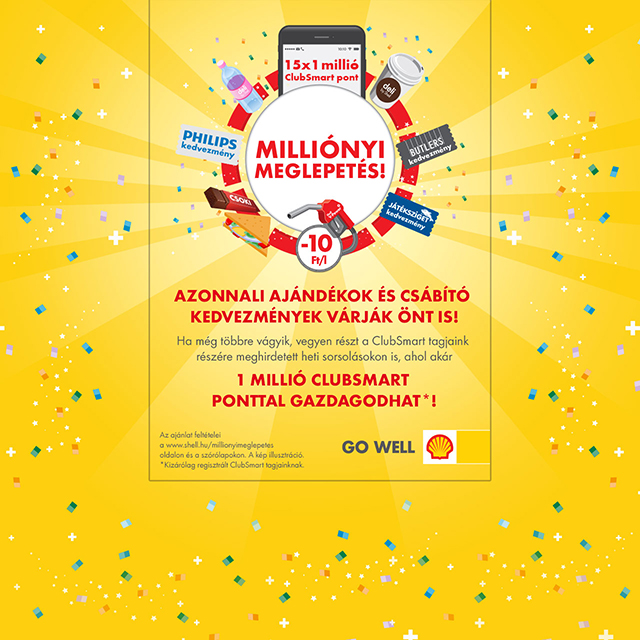 15x1 millió
ClubSmart pont
deli
deli
PHILIPS
kedvezmény
BUTLERS
kedvezmény
MILLIÓNYI
MEGLEPETÉS!
CSOKI
JÁTÉKSZIGET
kedvezmény
-10
Ft/l
AZONNALI AJÁNDÉKOK ÉS CSÁBÍTÓ
KEDVEZMÉNYEK VÁRJÁK ÖNT IS!
Ha még többre vágyik, vegyen részt a ClubSmart tagjaink
részére meghirdetett heti sorsolásokon is, ahol akár
1 MILLIÓ CLUBSMART
PONTTAL GAZDAGODHAT*!
Az ajánlat feltételei
a www.shell.hu/millionyimeglepetes
oldalon és a szórólapokon. A kép illusztráció.
*Kizárólag regisztrált ClubSmart tagjainknak.
GO WELL